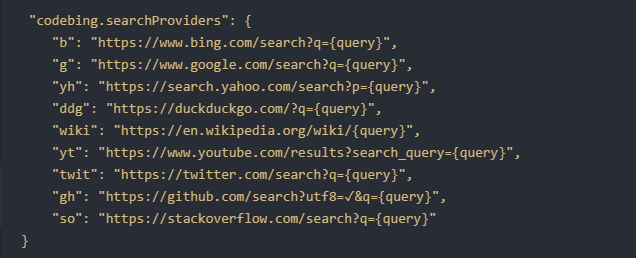 "codebing.searchProviders": {
"b": "https://www.bing.com/search?q={query}",
"g": "https://www.google.com/search?q={query}",
"yh": "https://search.yahoo.com/search?p={query}",
"ddg": "https://duckduckgo.com/?q={query}",
"wiki": "https://en.wikipedia.org/wiki/{query}",
"yt": "https://www.youtube.com/results?search_query={query}",
"twit": "https://twitter.com/search?q={query}",
"gh": "https://github.com/search?utf8=✓&q={query}",
"so": "https://stackoverflow.com/search?q={query}"
}